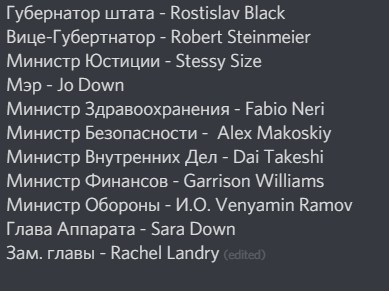 Губернатор штата - Rostislav Black
Вице-Губертнатор - Robert Steinmeier
Министр Юстиции - Stessy Size
Мэр - Jo Down
Министр Здравоохранения - Fabio Neri
Министр Безопасности - Alex Makoskiy
Министр Внутренних Дел - Dai Takeshi
Министр Финансов - Garrison Williams
Министр Обороны - И.О. Venyamin Ramov
Глава Аппарата - Sara Down
Зам. главы - Rachel Landry (edited)